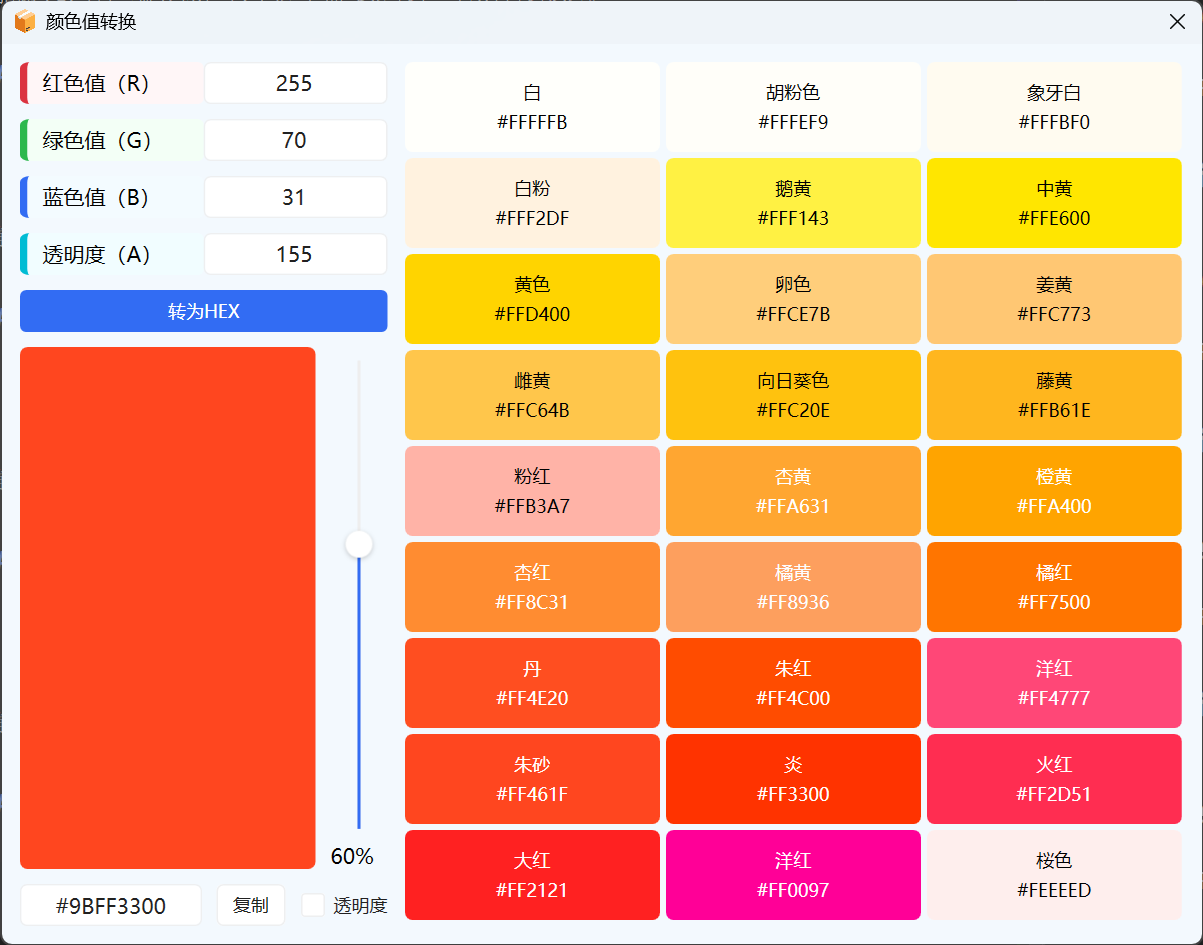 颜色值转换
红色值（R） 255
绿色值（G） 70
蓝色值（B） 31
透明度（A） 155
转为HEX
60%
#9BFF3300 复制 透明度
白 胡粉色 象牙白
#FFFFFB #FFFEF9 #FFFBF0
白粉 鹅黄 中黄
#FFF2DF #FFF143 #FFE600
黄色 卵色 姜黄
#FFD400 #FFCE7B #FFC773
雌黄 向日葵色 藤黄
#FFC64B #FFC20E #FFB61E
粉红 杏黄 橙黄
#FFB3A7 #FFA631 #FFA400
杏红 橘黄 橘红
#FF8C31 #FF8936 #FF7500
丹 朱红 洋红
#FF4E20 #FF4C00 #FF4777
朱砂 炎 火红
#FF461F #FF3300 #FF2D51
大红 洋红 桜色
#FF2121 #FF0097 #FEEEED